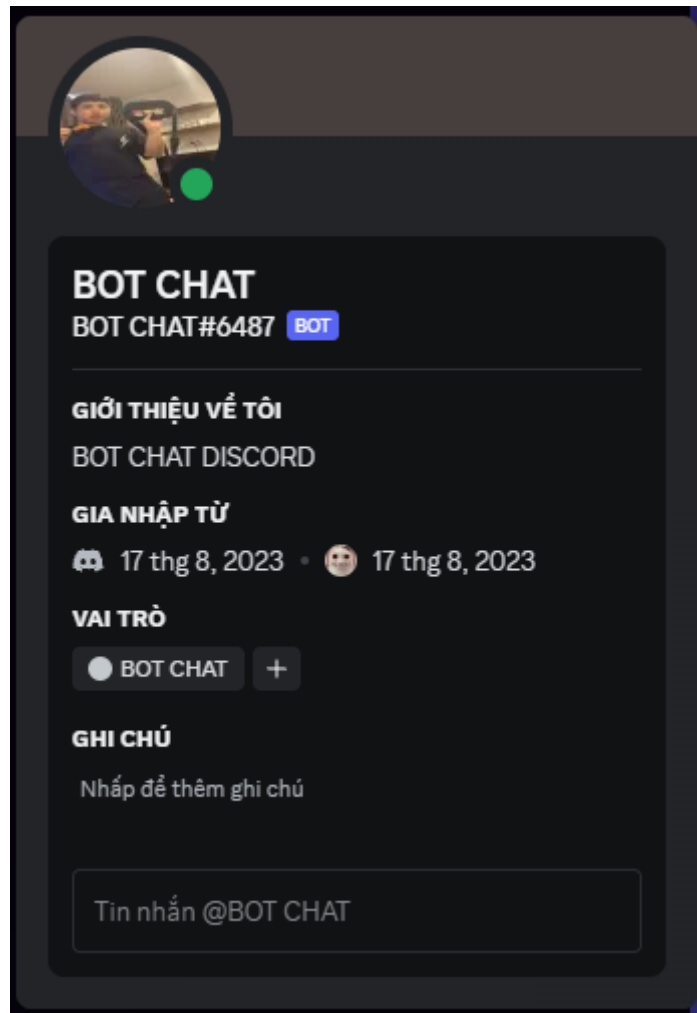 BOT CHAT
BOT CHAT#6487 BOT
GIỚI THIỆU VỀ TÔI
BOT CHAT DISCORD
GIA NHẬP TỪ
17 thg 8, 2023 • 17 thg 8, 2023
VAI TRÒ
BOT CHAT +
GHI CHÚ
Nhấp để thêm ghi chú
Tin nhắn @BOT CHAT